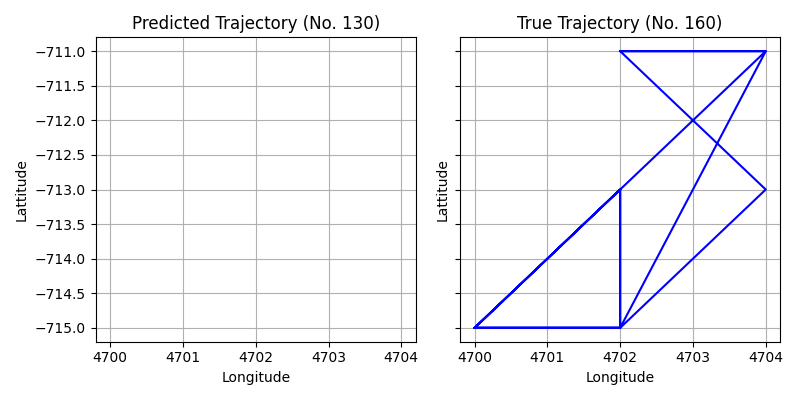 Predicted Trajectory (No. 130)
True Trajectory (No. 160)
−711.0
−711.5
−712.0
−712.5
−713.0
−713.5
−714.0
−714.5
−715.0
Lattitude
Lattitude
4700 4701 4702 4703 4704
4700 4701 4702 4703 4704
Longitude
Longitude